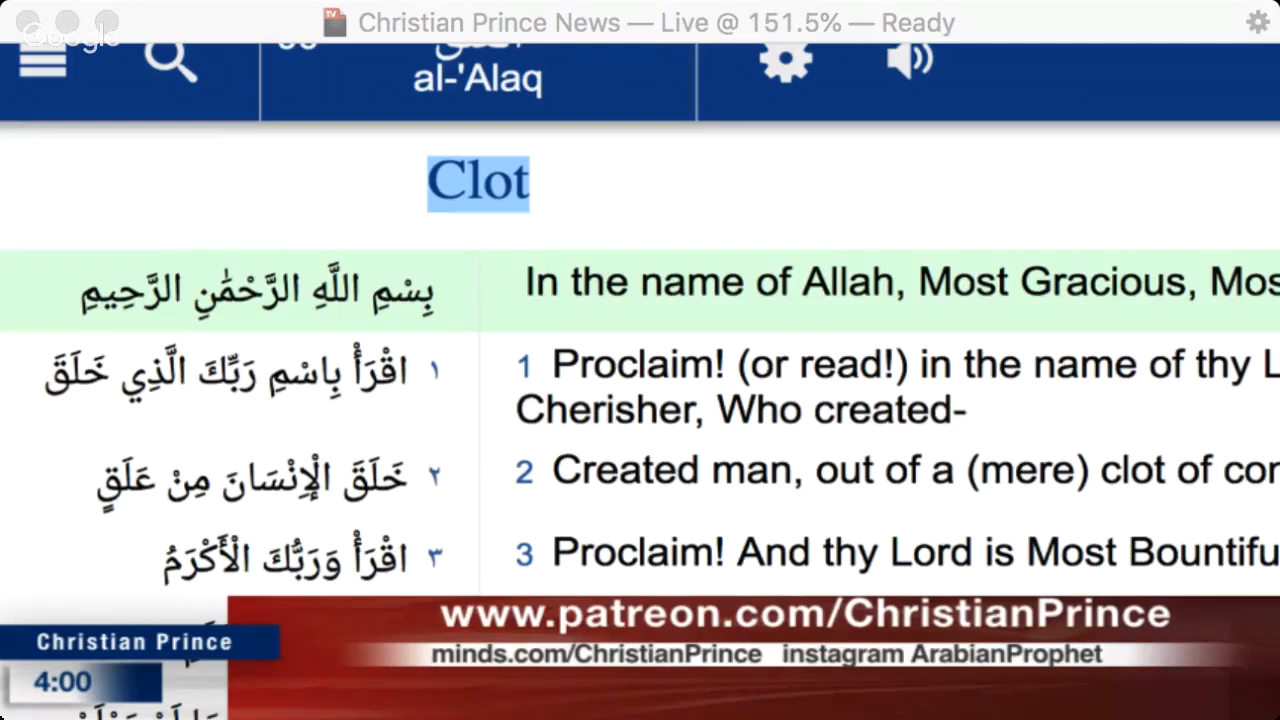 Christian Prince News — Live @ 151.5% — Ready
Google
al-'Alaq
Clot
بِسْمِ اللَّهِ الرَّحْمَٰنِ الرَّحِيمِ
In the name of Allah, Most Gracious, Mos
١ اقْرَأْ بِاسْمِ رَبِّكَ الَّذِي خَلَقَ
1 Proclaim! (or read!) in the name of thy L
Cherisher, Who created-
٢ خَلَقَ الْإِنْسَانَ مِنْ عَلَقٍ
2 Created man, out of a (mere) clot of con
٣ اقْرَأْ وَرَبُّكَ الْأَكْرَمُ
3 Proclaim! And thy Lord is Most Bountifu
www.patreon.com/ChristianPrince
Christian Prince
minds.com/ChristianPrince instagram ArabianProphet
4:00